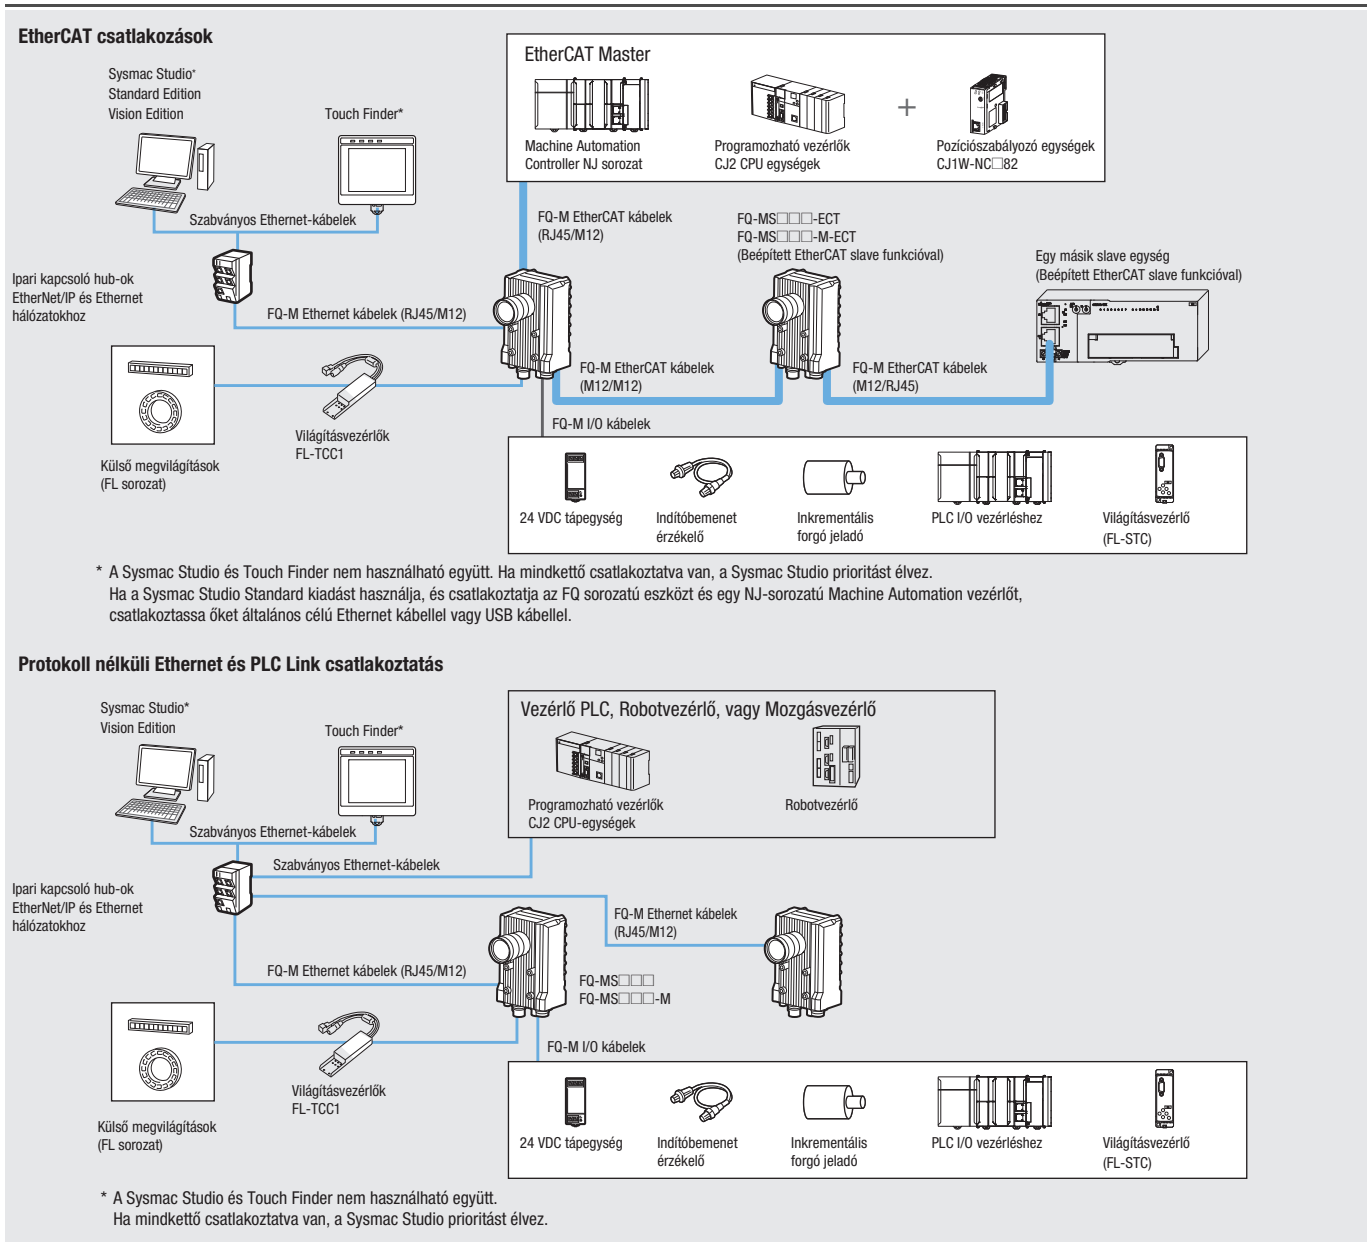 EtherCAT csatlakozások
EtherCAT Master
Sysmac Studio*
Standard Edition
Vision Edition
Touch Finder*
Machine Automation
Controller NJ sorozat
Programozható vezérlők
CJ2 CPU egységek
+
Pozíciószabályozó egységek
CJ1W-NC□82
Szabványos Ethernet-kábelek
FQ-M EtherCAT kábelek
(RJ45/M12)
FQ-MS□□□-ECT
FQ-MS□□□-M-ECT
(Beépített EtherCAT slave funkcióval)
Egy másik slave egység
(Beépített EtherCAT slave funkcióval)
Ipari kapcsoló hub-ok
EtherNet/IP és Ethernet
hálózatokhoz
FQ-M Ethernet kábelek (RJ45/M12)
FQ-M EtherCAT kábelek
(M12/M12)
FQ-M EtherCAT kábelek
(M12/RJ45)
FQ-M I/O kábelek
Világításvezérlők
FL-TCC1
Külső megvilágítások
(FL sorozat)
24 VDC tápegység
Indítóbemenet
érzékelő
Inkrementális
forgó jeladó
PLC I/O vezérléshez
Világításvezérlő
(FL-STC)
* A Sysmac Studio és Touch Finder nem használható együtt. Ha mindkettő csatlakoztatva van, a Sysmac Studio prioritást élvez.
Ha a Sysmac Studio Standard kiadást használja, és csatlakoztatja az FQ sorozatú eszközt és egy NJ-sorozatú Machine Automation vezérlőt,
csatlakoztassa őket általános célú Ethernet kábellel vagy USB kábellel.
Protokoll nélküli Ethernet és PLC Link csatlakoztatás
Sysmac Studio*
Vision Edition
Touch Finder*
Vezérlő PLC, Robotvezérlő, vagy Mozgásvezérlő
Programozható vezérlők
CJ2 CPU-egységek
Robotvezérlő
Szabványos Ethernet-kábelek
Szabványos Ethernet-kábelek
Ipari kapcsoló hub-ok
EtherNet/IP és Ethernet
hálózatokhoz
FQ-M Ethernet kábelek
(RJ45/M12)
FQ-M Ethernet kábelek (RJ45/M12)
FQ-MS□□□
FQ-MS□□□-M
FQ-M I/O kábelek
Világításvezérlők
FL-TCC1
Külső megvilágítások
(FL sorozat)
24 VDC tápegység
Indítóbemenet
érzékelő
Inkrementális
forgó jeladó
PLC I/O vezérléshez
Világításvezérlő
(FL-STC)
* A Sysmac Studio és Touch Finder nem használható együtt.
Ha mindkettő csatlakoztatva van, a Sysmac Studio prioritást élvez.